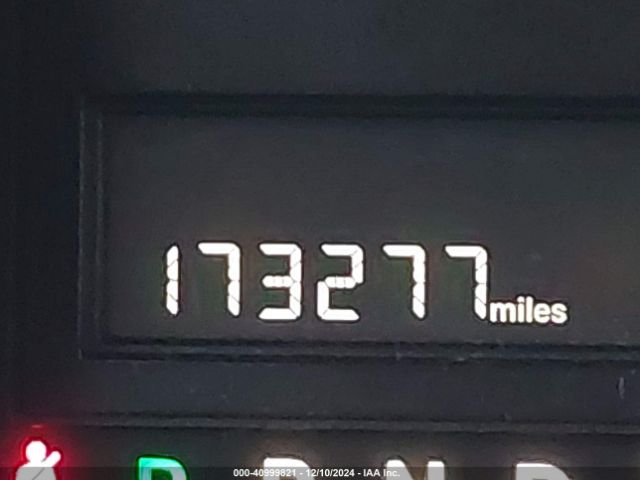 173277 miles
P R N D
000-40999821 - 12/10/2024 - IAA Inc.